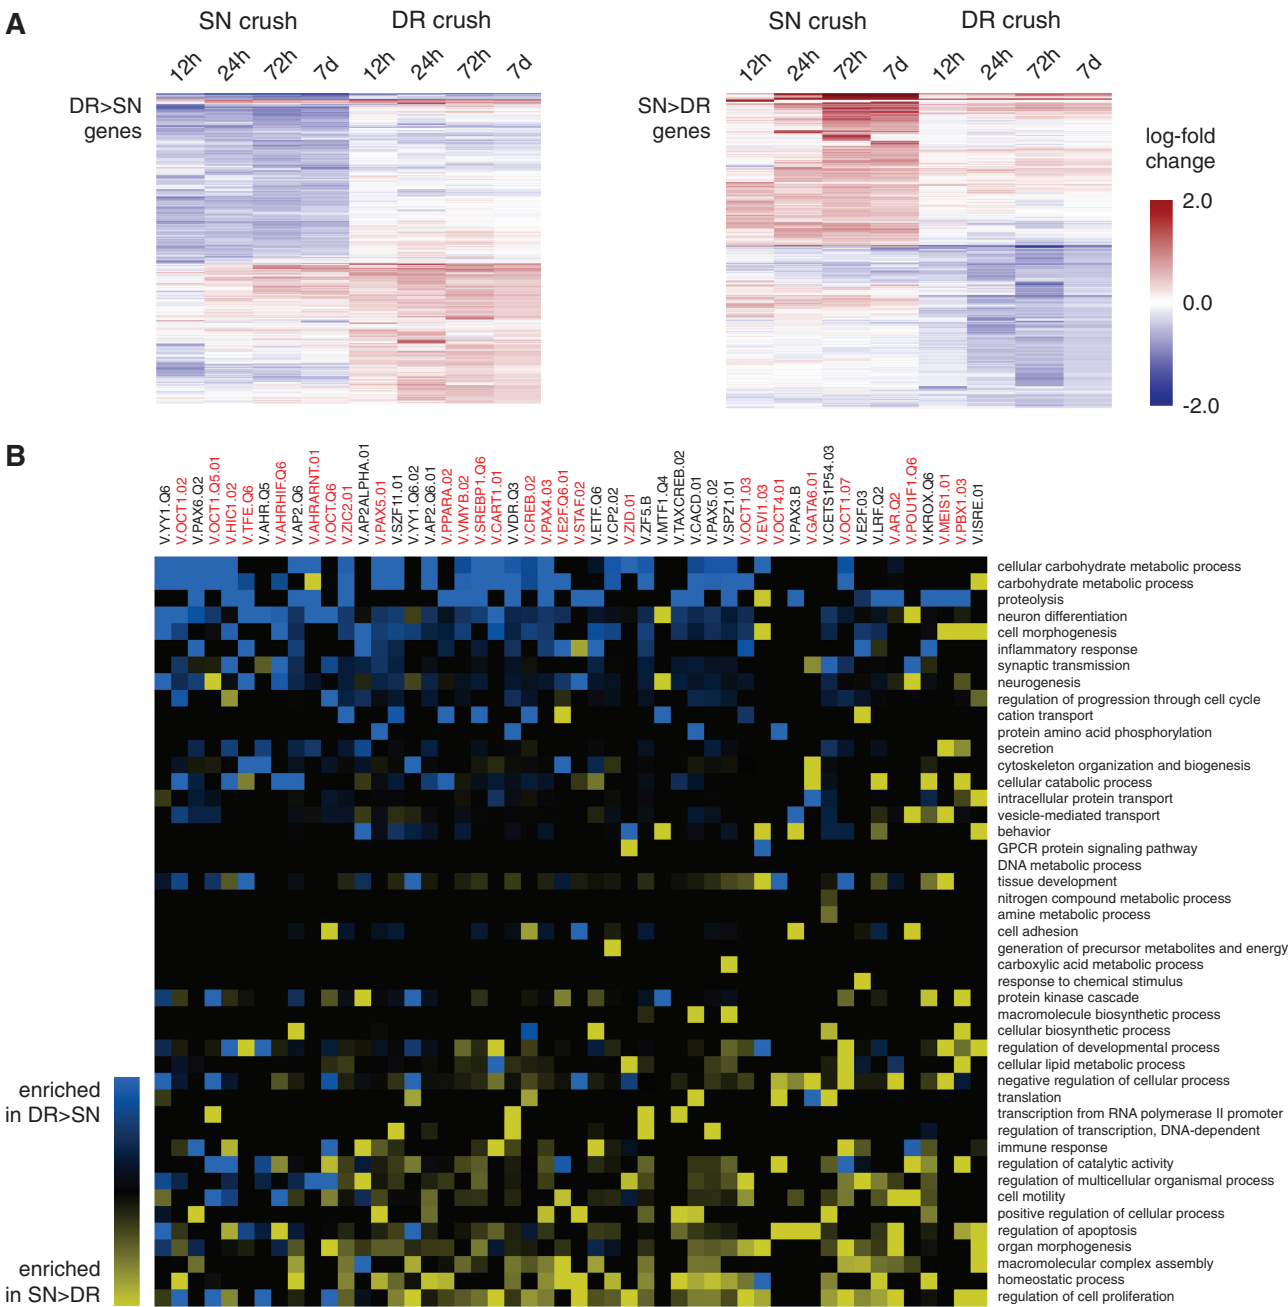 A
SN crush
DR crush
12h
24h
72h
7d
12h
24h
72h
7d
DR>SN
genes
SN crush
DR crush
12h
24h
72h
7d
12h
24h
72h
7d
SN>DR
genes
log-fold
change
2.0
0.0
-2.0
B
V.YY1.Q6
V.OCT1.02
V.PAX6.Q2
V.OCT1.Q5.01
V.HIC1.02
V.TFE.Q6
V.AHR.Q5
V.AHRHIF.Q6
V.AP2.Q6
V.AHRARNT.01
V.OCT.Q6
V.ZIC2.01
V.AP2ALPHA.01
V.PAX5.01
V.SZF11.01
V.YY1.Q6.02
V.AP2.Q6.01
V.PPARA.02
V.VMYB.02
V.SREBP1.Q6
V.CART1.01
V.VDR.Q3
V.CREB.02
V.PAX4.03
V.E2F.Q6.01
V.STAF.02
V.ETF.Q6
V.CP2.02
V.ZID.01
V.ZF5.B
V.MTF1.Q4
V.TAXCREB.02
V.CACD.01
V.PAX5.02
V.SPZ1.01
V.OCT1.03
V.EVI1.03
V.OCT4.01
V.PAX3.B
V.GATA6.01
V.CETS1P54.03
V.OCT1.07
V.E2F.03
V.LRF.Q2
V.AR.Q2
V.POU1F1.Q6
V.KROX.Q6
V.MEIS1.01
V.PBX1.03
V.ISRE.01
cellular carbohydrate metabolic process
carbohydrate metabolic process
proteolysis
neuron differentiation
cell morphogenesis
inflammatory response
synaptic transmission
neurogenesis
regulation of progression through cell cycle
cation transport
protein amino acid phosphorylation
secretion
cytoskeleton organization and biogenesis
cellular catabolic process
intracellular protein transport
vesicle-mediated transport
behavior
GPCR protein signaling pathway
DNA metabolic process
tissue development
nitrogen compound metabolic process
amine metabolic process
cell adhesion
generation of precursor metabolites and energy
carboxylic acid metabolic process
response to chemical stimulus
protein kinase cascade
macromolecule biosynthetic process
cellular biosynthetic process
regulation of developmental process
cellular lipid metabolic process
negative regulation of cellular process
translation
transcription from RNA polymerase II promoter
regulation of transcription, DNA-dependent
immune response
regulation of catalytic activity
regulation of multicellular organismal process
cell motility
positive regulation of cellular process
regulation of apoptosis
organ morphogenesis
macromolecular complex assembly
homeostatic process
regulation of cell proliferation
enriched
in DR>SN
enriched
in SN>DR